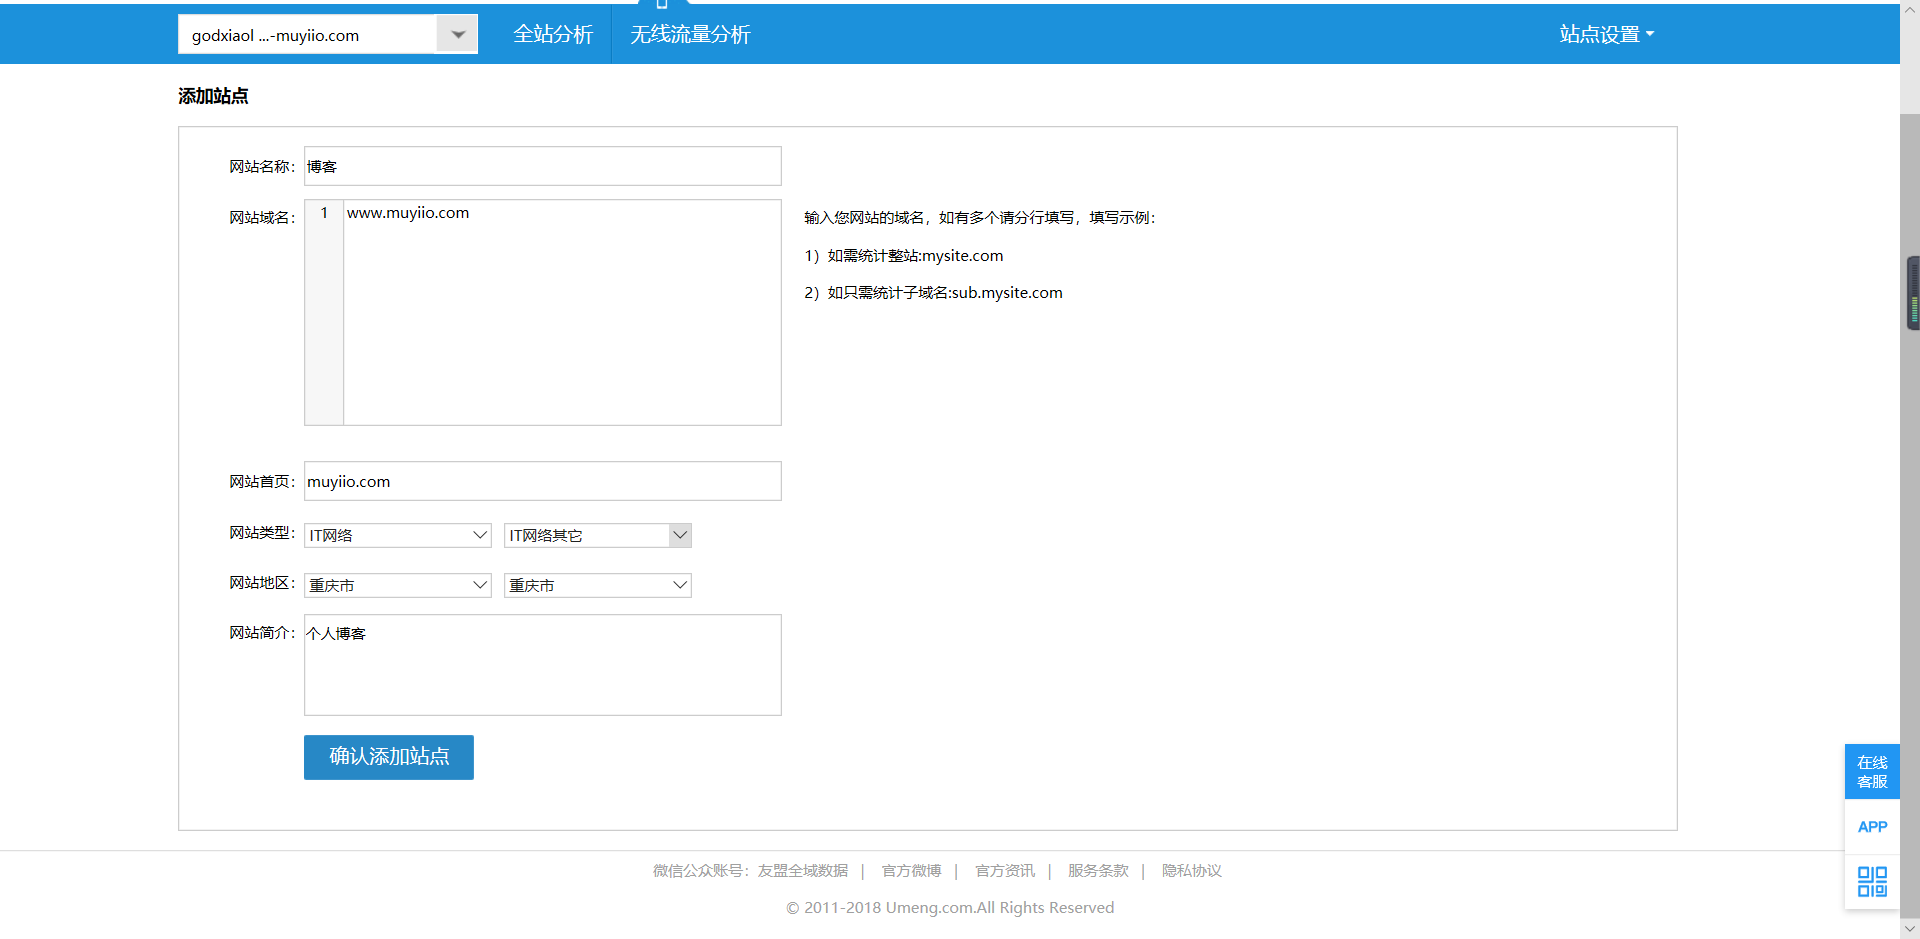 godxiaol ...-muyiio.com
全站分析
无线流量分析
站点设置
添加站点
网站名称：
博客
网站域名：
1
www.muyiio.com
输入您网站的域名，如有多个请分行填写，填写示例：
1）如需统计整站:mysite.com
2）如只需统计子域名:sub.mysite.com
网站首页：
muyiio.com
网站类型：
IT网络
IT网络其它
网站地区：
重庆市
重庆市
网站简介：
个人博客
确认添加站点
在线
客服
APP
微信公众账号：友盟全域数据 | 官方微博 | 官方资讯 | 服务条款 | 隐私协议
© 2011-2018 Umeng.com.All Rights Reserved